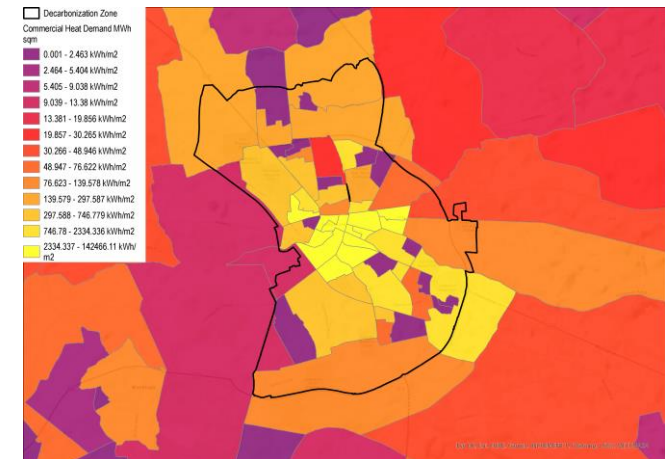 Decarbonization Zone
Commercial Heat Demand MWh
sqm
0.001 - 2.463 kWh/m2
2.464 - 5.404 kWh/m2
5.405 - 9.038 kWh/m2
9.039 - 13.38 kWh/m2
13.381 - 19.856 kWh/m2
19.857 - 30.265 kWh/m2
30.266 - 48.946 kWh/m2
48.947 - 76.622 kWh/m2
76.623 - 139.578 kWh/m2
139.579 - 297.587 kWh/m2
297.588 - 746.779 kWh/m2
746.78 - 2334.336 kWh/m2
2334.337 - 142466.11 kWh/
m2